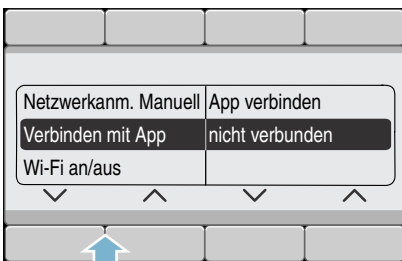 Netzwerkanm. Manuell App verbinden
Verbinden mit App nicht verbunden
Wi-Fi an/aus